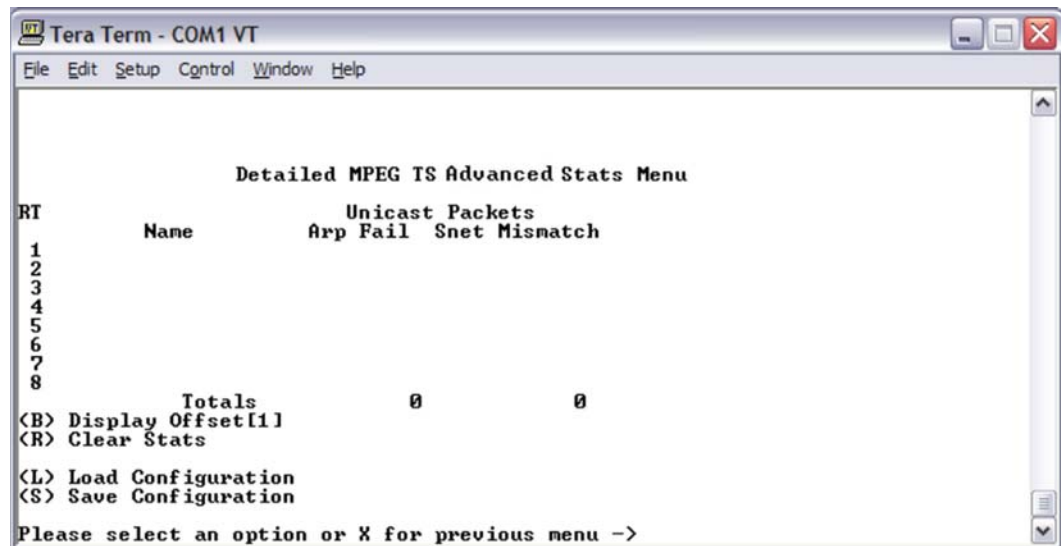 Tera Term - COM1 VT
File Edit Setup Control Window Help
Detailed MPEG TS Advanced Stats Menu
RT Unicast Packets
Name Arp Fail Snet Mismatch
1
2
3
4
5
6
7
8
Totals 0 0
(B) Display Offset[1]
(R) Clear Stats
(L) Load Configuration
(S) Save Configuration
Please select an option or X for previous menu ->